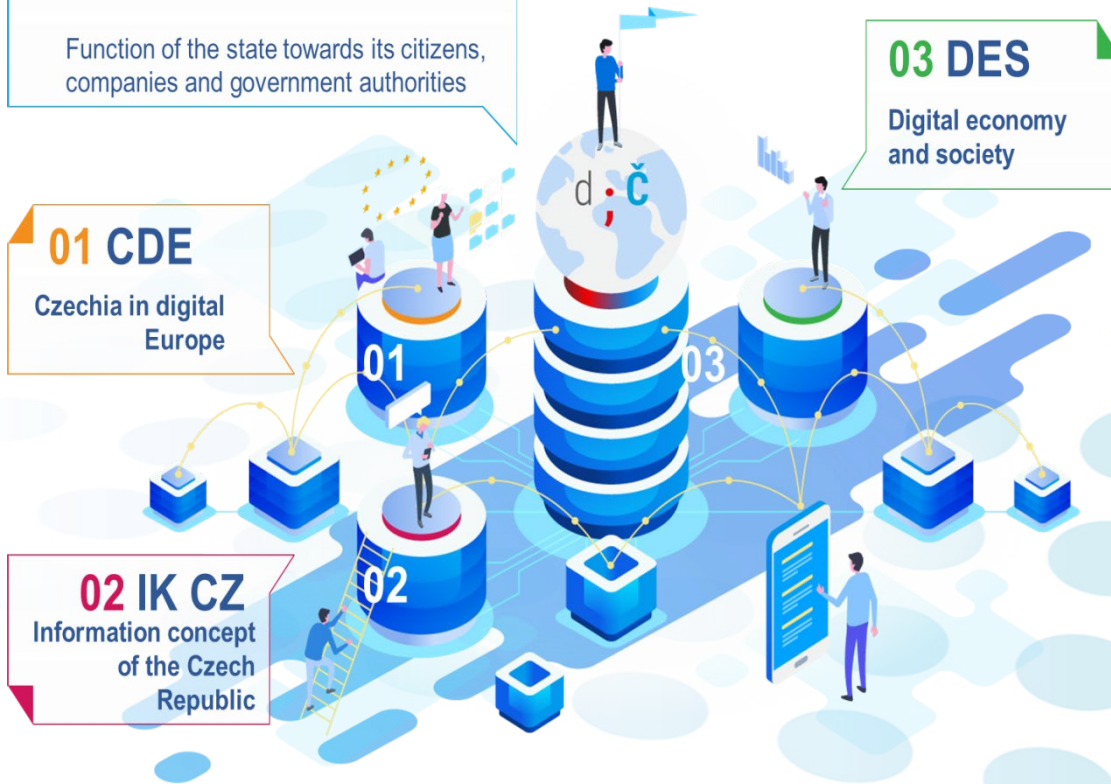 Function of the state towards its citizens,
companies and government authorities
03 DES
Digital economy
and society
d ; Č
01 CDE
Czechia in digital
Europe
01
03
02 IK CZ
Information concept
of the Czech
Republic
02